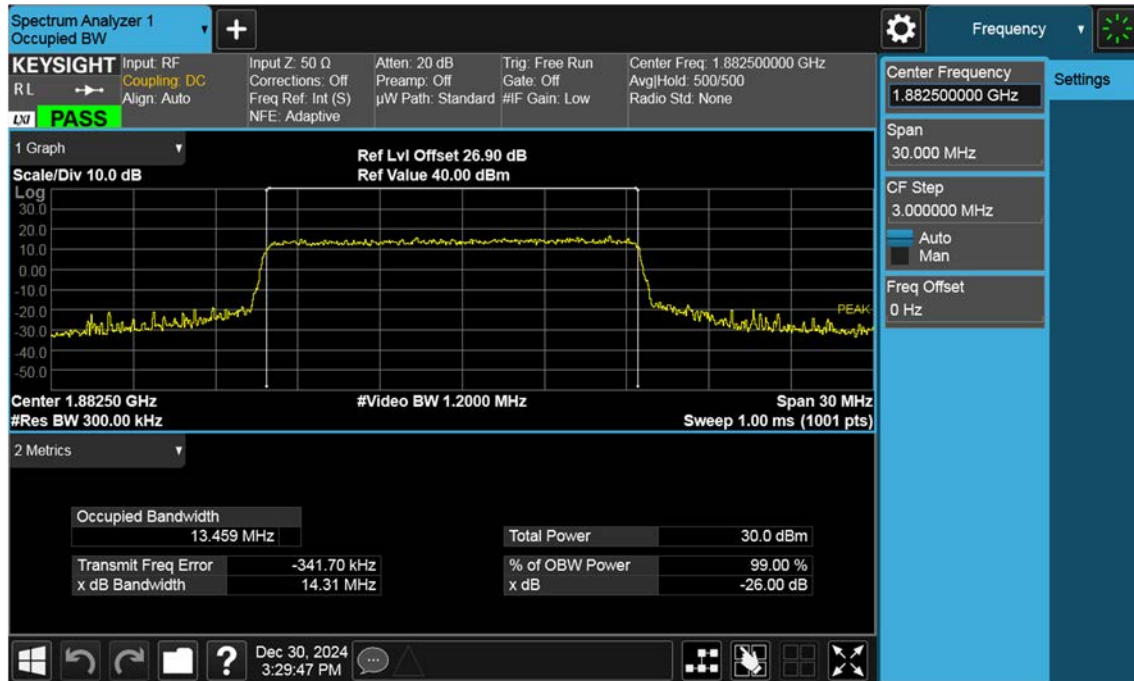 Spectrum Analyzer 1
Occupied BW
Frequency
KEYSIGHT
R L
LXI PASS
Input: RF
Coupling: DC
Align: Auto
Input Z: 50 Ω
Corrections: Off
Freq Ref: Int (S)
NFE: Adaptive
Atten: 20 dB
Preamp: Off
µW Path: Standard
Trig: Free Run
Gate: Off
#IF Gain: Low
Center Freq: 1.882500000 GHz
Avg|Hold: 500/500
Radio Std: None
Center Frequency
1.882500000 GHz
Settings
Span
30.000 MHz
CF Step
3.000000 MHz
Auto
Man
Freq Offset
0 Hz
1 Graph
Scale/Div 10.0 dB
Ref Lvl Offset 26.90 dB
Ref Value 40.00 dBm
Log
30.0
20.0
10.0
0.00
-10.0
-20.0
-30.0
-40.0
-50.0
PEAK
Center 1.88250 GHz
#Video BW 1.2000 MHz
Span 30 MHz
#Res BW 300.00 kHz
Sweep 1.00 ms (1001 pts)
2 Metrics
Occupied Bandwidth
13.459 MHz
Total Power 30.0 dBm
Transmit Freq Error -341.70 kHz
% of OBW Power 99.00 %
x dB Bandwidth 14.31 MHz
x dB -26.00 dB
?
Dec 30, 2024
3:29:47 PM